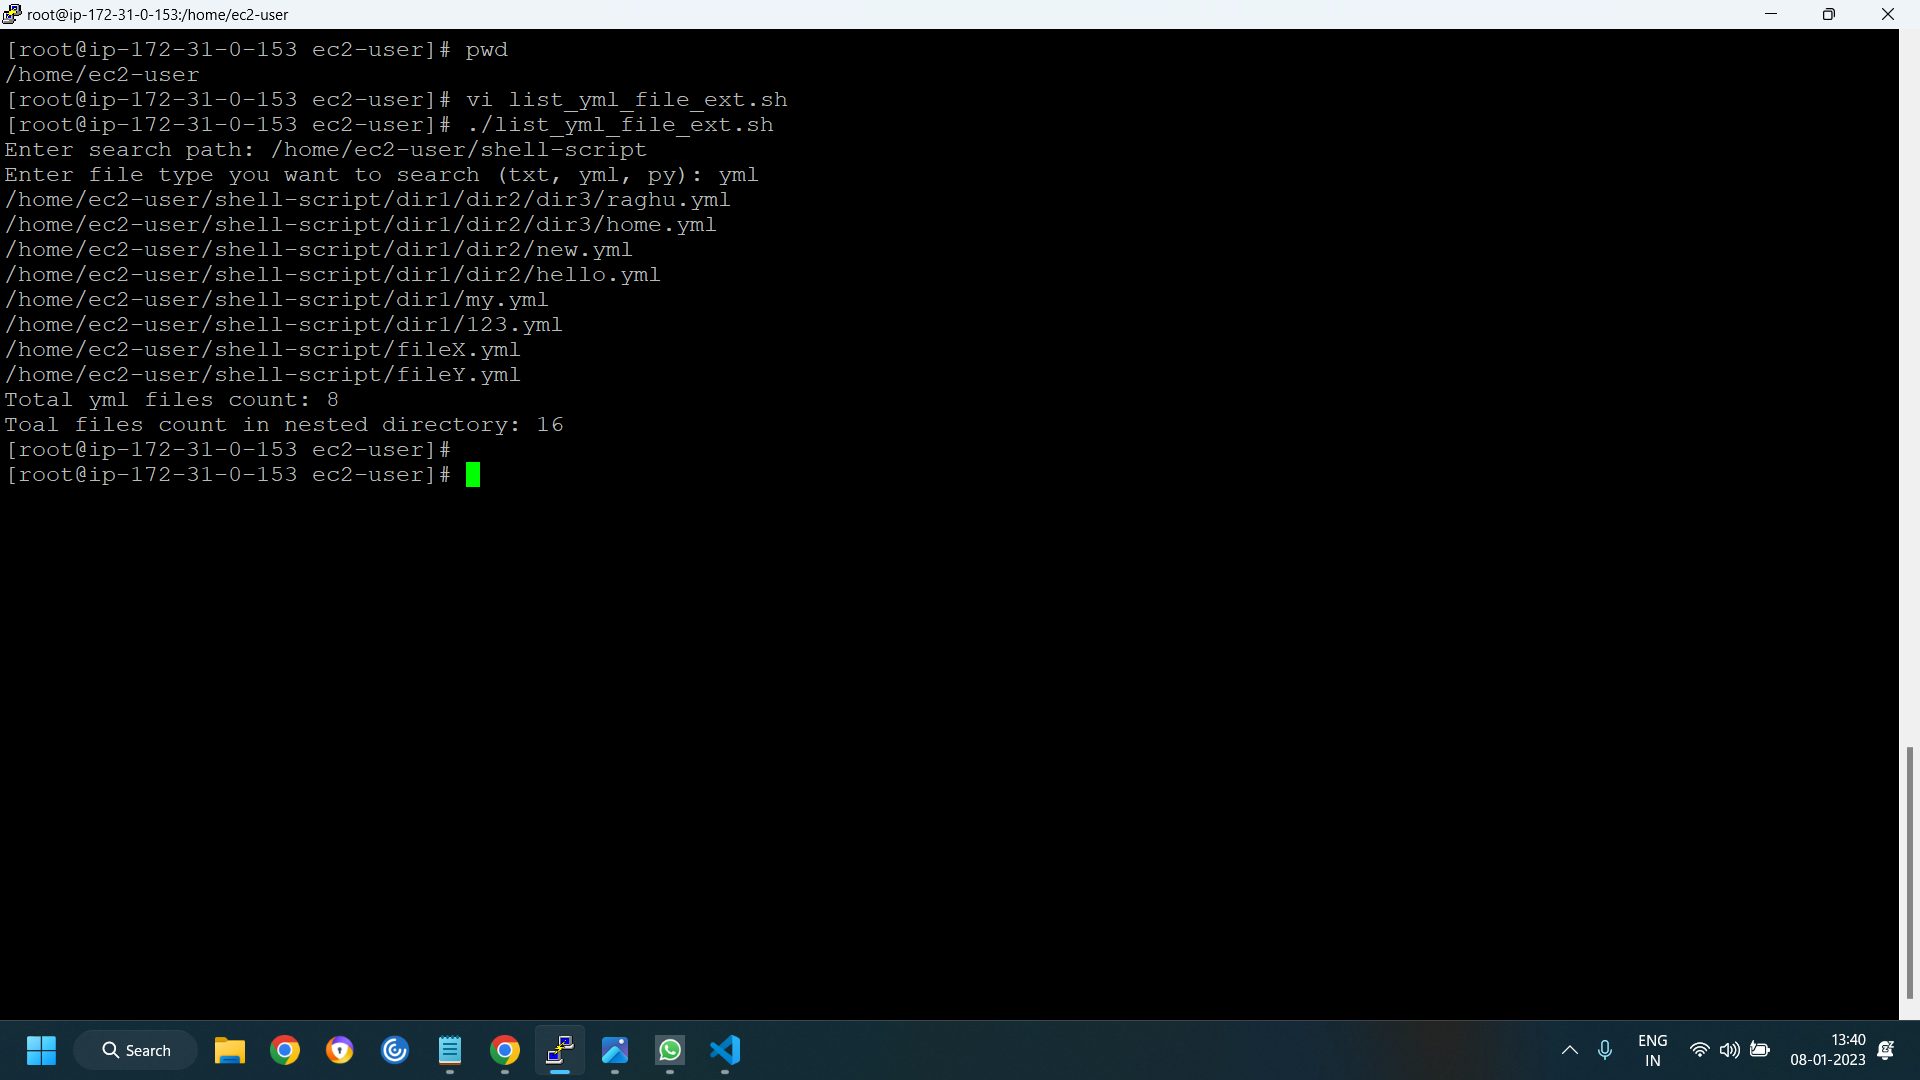 root@ip-172-31-0-153:/home/ec2-user
[root@ip-172-31-0-153 ec2-user]# pwd
/home/ec2-user
[root@ip-172-31-0-153 ec2-user]# vi list_yml_file_ext.sh
[root@ip-172-31-0-153 ec2-user]# ./list_yml_file_ext.sh
Enter search path: /home/ec2-user/shell-script
Enter file type you want to search (txt, yml, py): yml
/home/ec2-user/shell-script/dir1/dir2/dir3/raghu.yml
/home/ec2-user/shell-script/dir1/dir2/dir3/home.yml
/home/ec2-user/shell-script/dir1/dir2/new.yml
/home/ec2-user/shell-script/dir1/dir2/hello.yml
/home/ec2-user/shell-script/dir1/my.yml
/home/ec2-user/shell-script/dir1/123.yml
/home/ec2-user/shell-script/fileX.yml
/home/ec2-user/shell-script/fileY.yml
Total yml files count: 8
Toal files count in nested directory: 16
[root@ip-172-31-0-153 ec2-user]#
[root@ip-172-31-0-153 ec2-user]#
Search
ENG
IN
13:40
08-01-2023